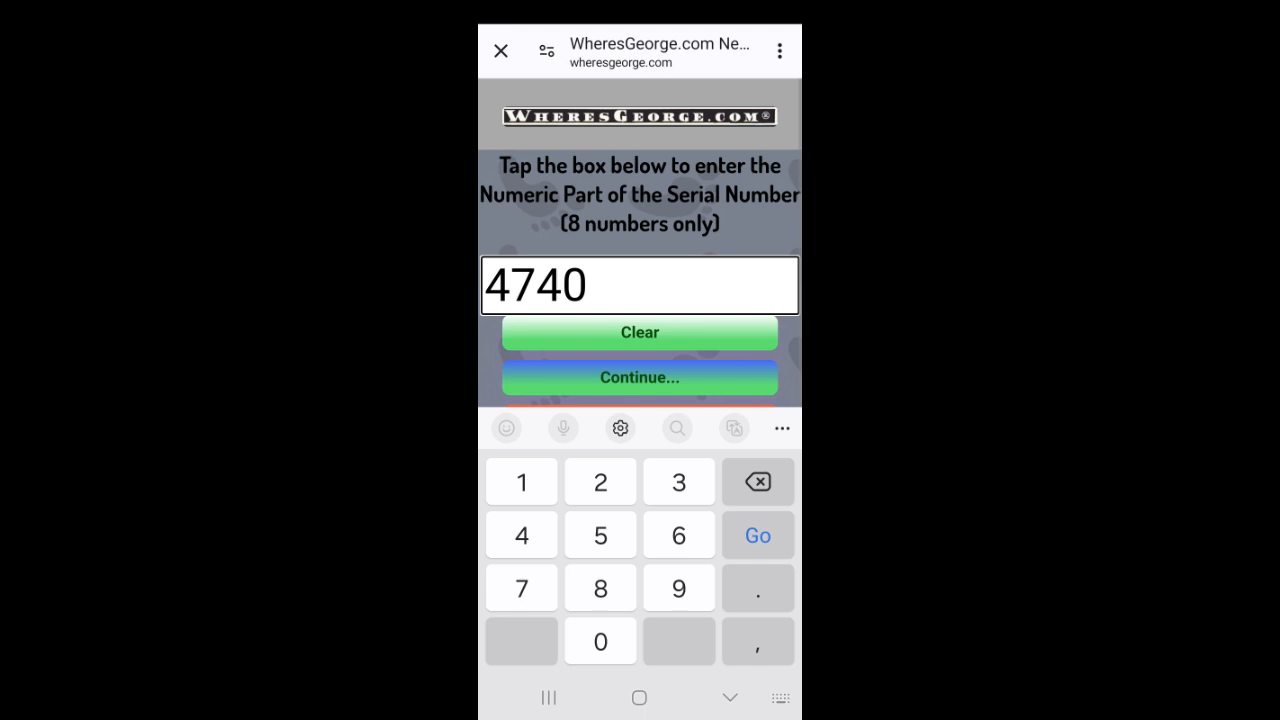 WheresGeorge.com Ne...
wheresgeorge.com
WHERESGEORGE.COM®
Tap the box below to enter the
Numeric Part of the Serial Number
(8 numbers only)
4740
Clear
Continue...
1 2 3
4 5 6 Go
7 8 9 .
0 ,